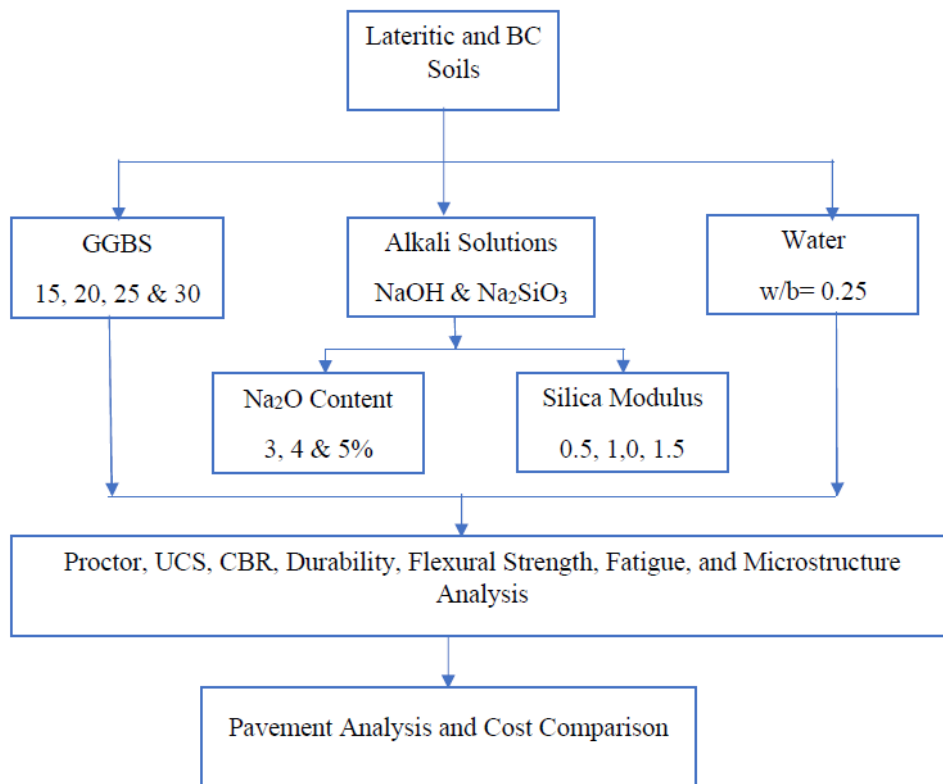 Lateritic and BC
Soils
GGBS
15, 20, 25 & 30
Alkali Solutions
NaOH & Na₂SiO₃
Water
w/b= 0.25
Na₂O Content
3, 4 & 5%
Silica Modulus
0.5, 1,0, 1.5
Proctor, UCS, CBR, Durability, Flexural Strength, Fatigue, and Microstructure
Analysis
Pavement Analysis and Cost Comparison